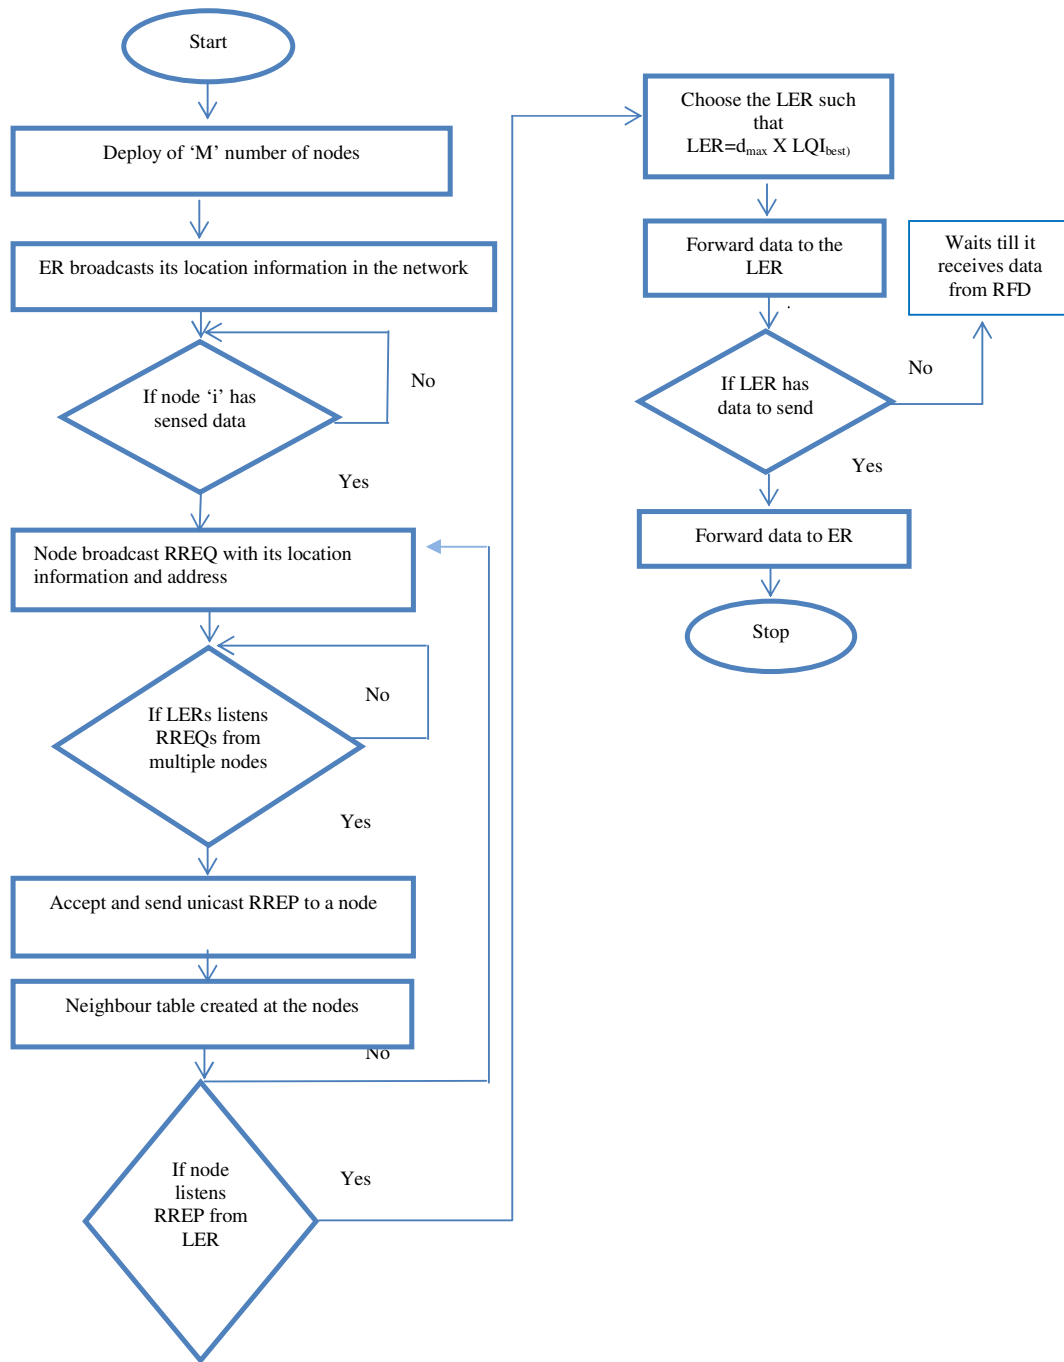 Start
Deploy of ‘M’ number of nodes
ER broadcasts its location information in the network
If node ‘i’ has
sensed data
No
Yes
Node broadcast RREQ with its location
information and address
If LERs listens
RREQs from
multiple nodes
No
Yes
Accept and send unicast RREP to a node
Neighbour table created at the nodes
No
If node
listens
RREP from
LER
Yes
Choose the LER such
that
LER=dmax X LQIbest)
Forward data to the
LER
.
If LER has
data to send
No
Waits till it
receives data
from RFD
Yes
Forward data to ER
Stop